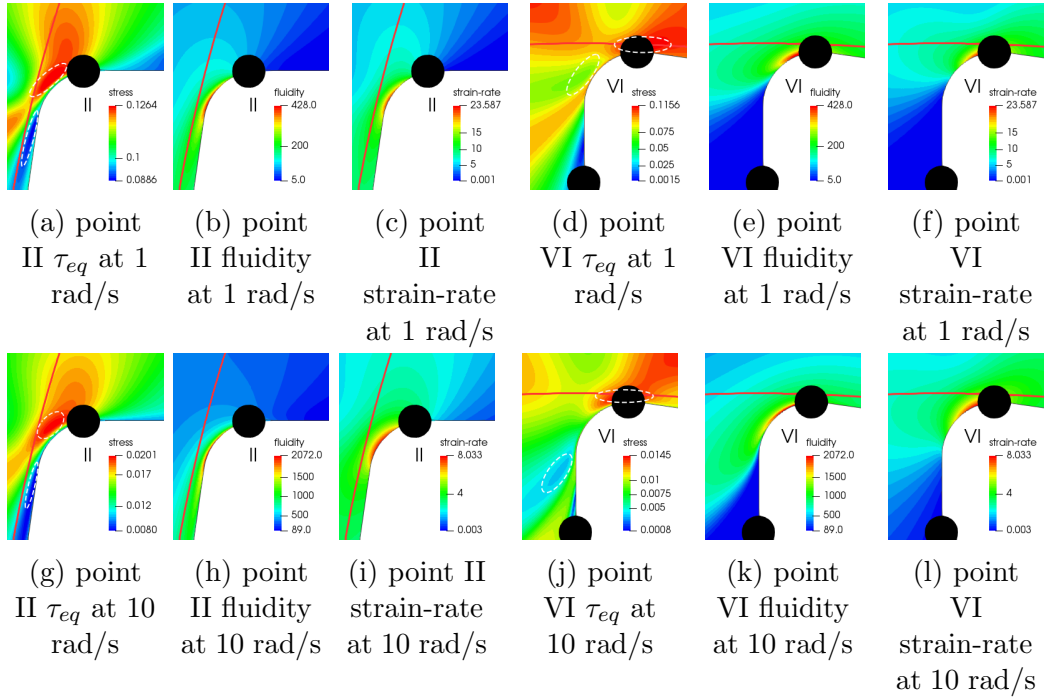 II
stress
0.1264
0.1
0.0886
II
fluidity
428.0
200
5.0
II
strain-rate
23.587
15
10
5
0.001
VI
stress
0.1156
0.075
0.05
0.025
0.0015
VI
fluidity
428.0
200
5.0
VI
strain-rate
23.587
15
10
5
0.001
(a) point
II τeq at 1
rad/s
(b) point
II fluidity
at 1 rad/s
(c) point
II
strain-rate
at 1 rad/s
(d) point
VI τeq at 1
rad/s
(e) point
VI fluidity
at 1 rad/s
(f) point
VI
strain-rate
at 1 rad/s
II
stress
0.0201
0.017
0.012
0.0080
II
fluidity
2072.0
1500
1000
500
89.0
II
strain-rate
8.033
4
0.003
VI
stress
0.0145
0.01
0.0075
0.005
0.0008
VI
fluidity
2072.0
1500
1000
500
89.0
VI
strain-rate
8.033
4
0.003
(g) point
II τeq at 10
rad/s
(h) point
II fluidity
at 10 rad/s
(i) point II
strain-rate
at 10 rad/s
(j) point
VI τeq at
10 rad/s
(k) point
VI fluidity
at 10 rad/s
(l) point
VI
strain-rate
at 10 rad/s